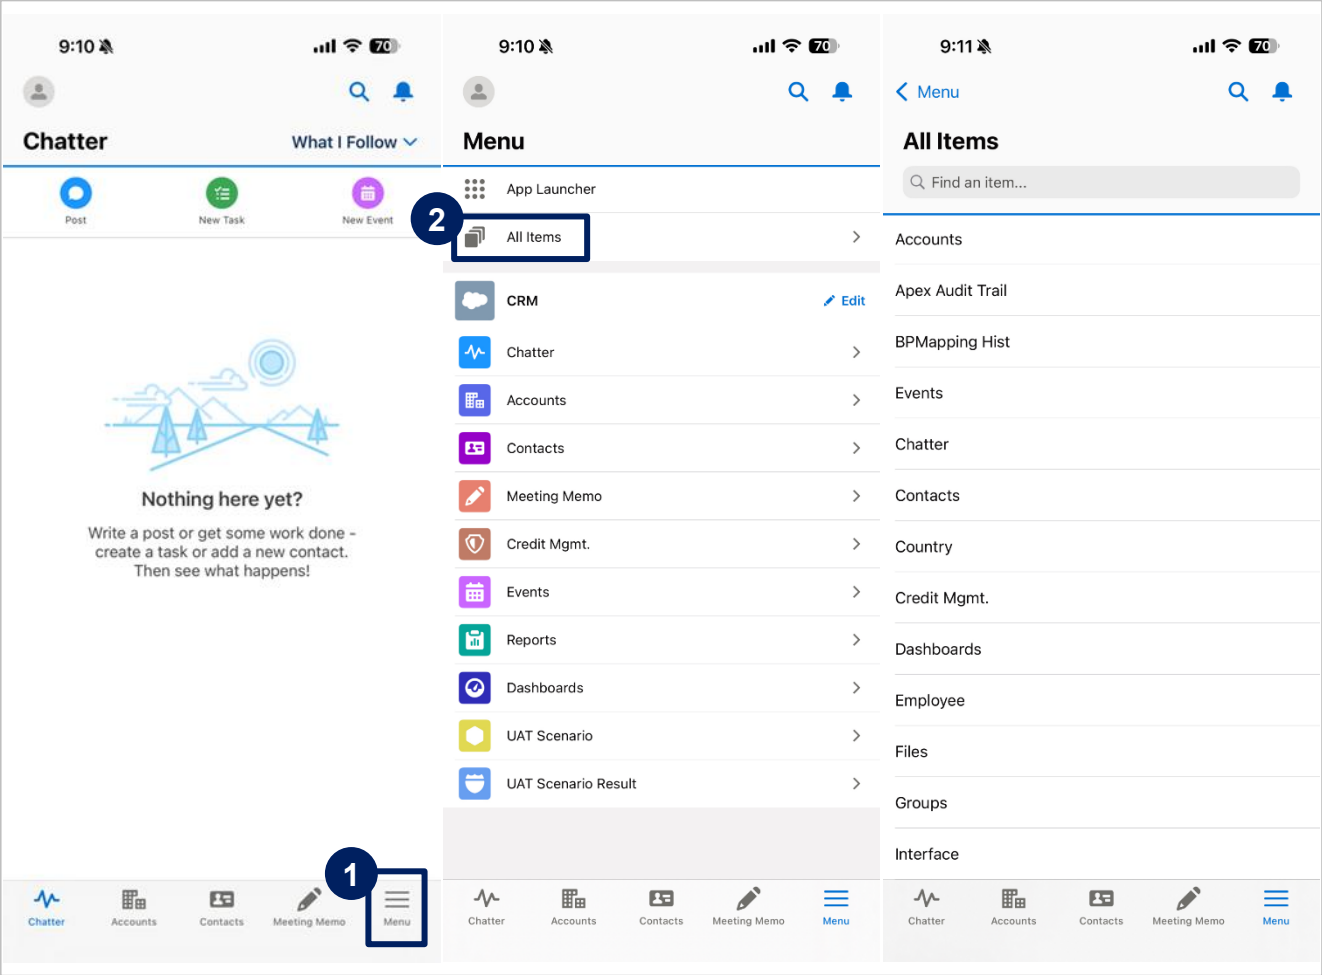 9:10
70
Chatter
What I Follow
Post
New Task
New Event
Nothing here yet?
Write a post or get some work done -
create a task or add a new contact.
Then see what happens!
1
Chatter
Accounts
Contacts
Meeting Memo
Menu
9:10
70
Menu
App Launcher
2
All Items
CRM
Edit
Chatter
Accounts
Contacts
Meeting Memo
Credit Mgmt.
Events
Reports
Dashboards
UAT Scenario
UAT Scenario Result
Chatter
Accounts
Contacts
Meeting Memo
Menu
9:11
70
Menu
All Items
Find an item...
Accounts
Apex Audit Trail
BPMapping Hist
Events
Chatter
Contacts
Country
Credit Mgmt.
Dashboards
Employee
Files
Groups
Interface
Chatter
Accounts
Contacts
Meeting Memo
Menu